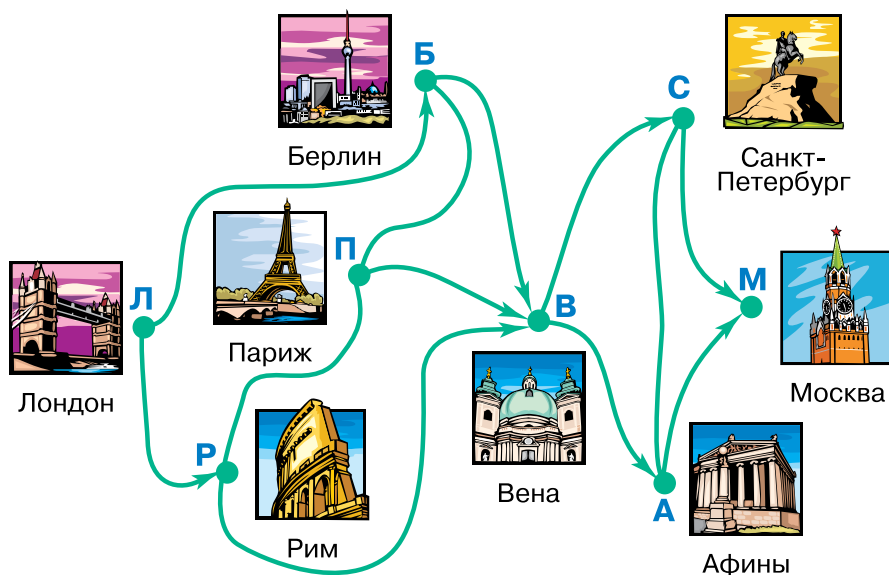 Б
С
Берлин
Санкт-
Петербург
П
Л
М
В
Париж
Лондон
Москва
Р
А
Вена
Рим
Афины